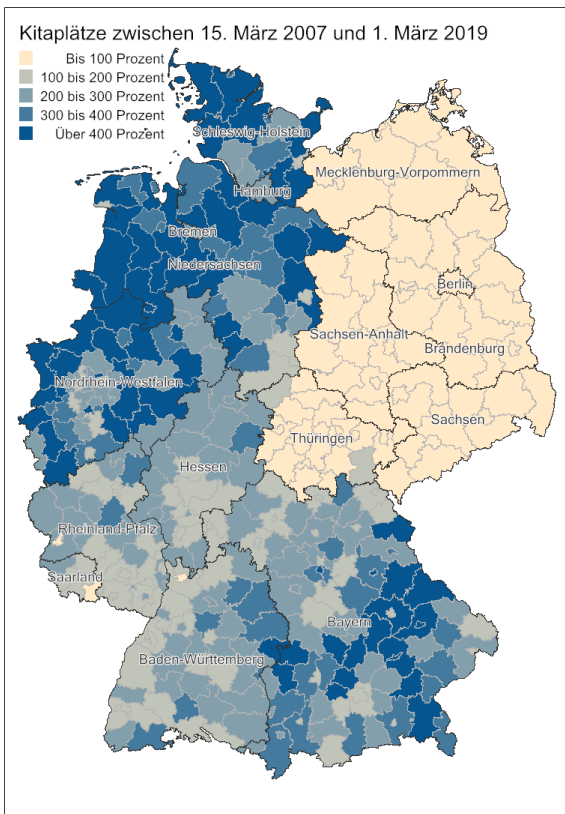 Kitaplätze zwischen 15. März 2007 und 1. März 2019
Bis 100 Prozent
100 bis 200 Prozent
200 bis 300 Prozent
300 bis 400 Prozent
Über 400 Prozent
Schleswig-Holstein
Mecklenburg-Vorpommern
Hamburg
Bremen
Niedersachsen
Berlin
Sachsen-Anhalt
Brandenburg
Nordrhein-Westfalen
Sachsen
Thüringen
Hessen
Rheinland-Pfalz
Saarland
Bayern
Baden-Württemberg